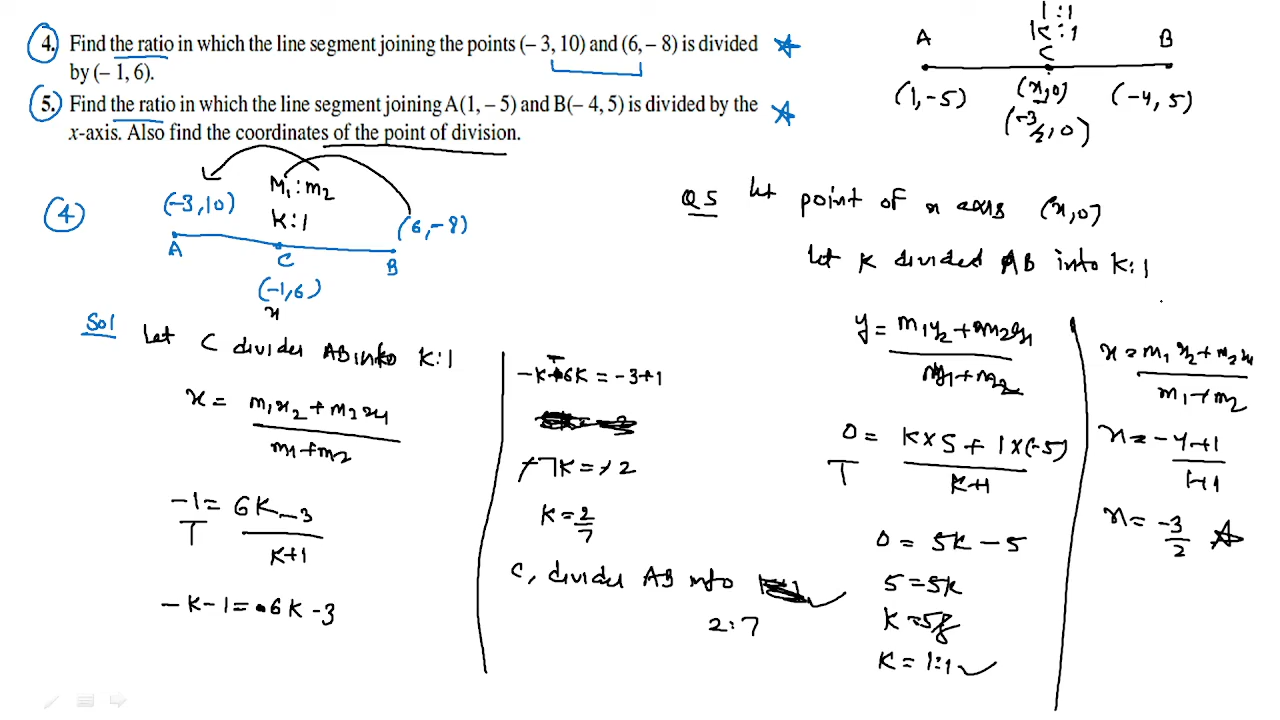 4. Find the ratio in which the line segment joining the points (– 3, 10) and (6, – 8) is divided
by (– 1, 6).
5. Find the ratio in which the line segment joining A(1, – 5) and B(– 4, 5) is divided by the
x-axis. Also find the coordinates of the point of division.
1:1
K:1
A C B
(1,-5) (x,0) (-4,5)
(-3/2,0)
(4)
(-3,10) M₁:m₂
K:1 (6,-8)
A C B
(-1,6)
x
Sol Let C divides AB into K:1
x = (m₁x₂+m₂x₁)/(m₁+m₂)
-1 = (6K-3)/(K+1)
-K-1=6K-3
-K-6K=-3+1
-7K=-2
K=2/7
C, divides AB into
2:7
Q5 let point of x axis (x,0)
let K divided AB into K:1
y = (m₁y₂+m₂y₁)/(m₁+m₂)
0 = (K×5+1×(-5))/(K+1)
0 = 5K-5
5=5K
K=5/5
K=1:1
x=(m₁x₂+m₂x₁)/(m₁+m₂)
x=(-4+1)/(1+1)
x=-3/2